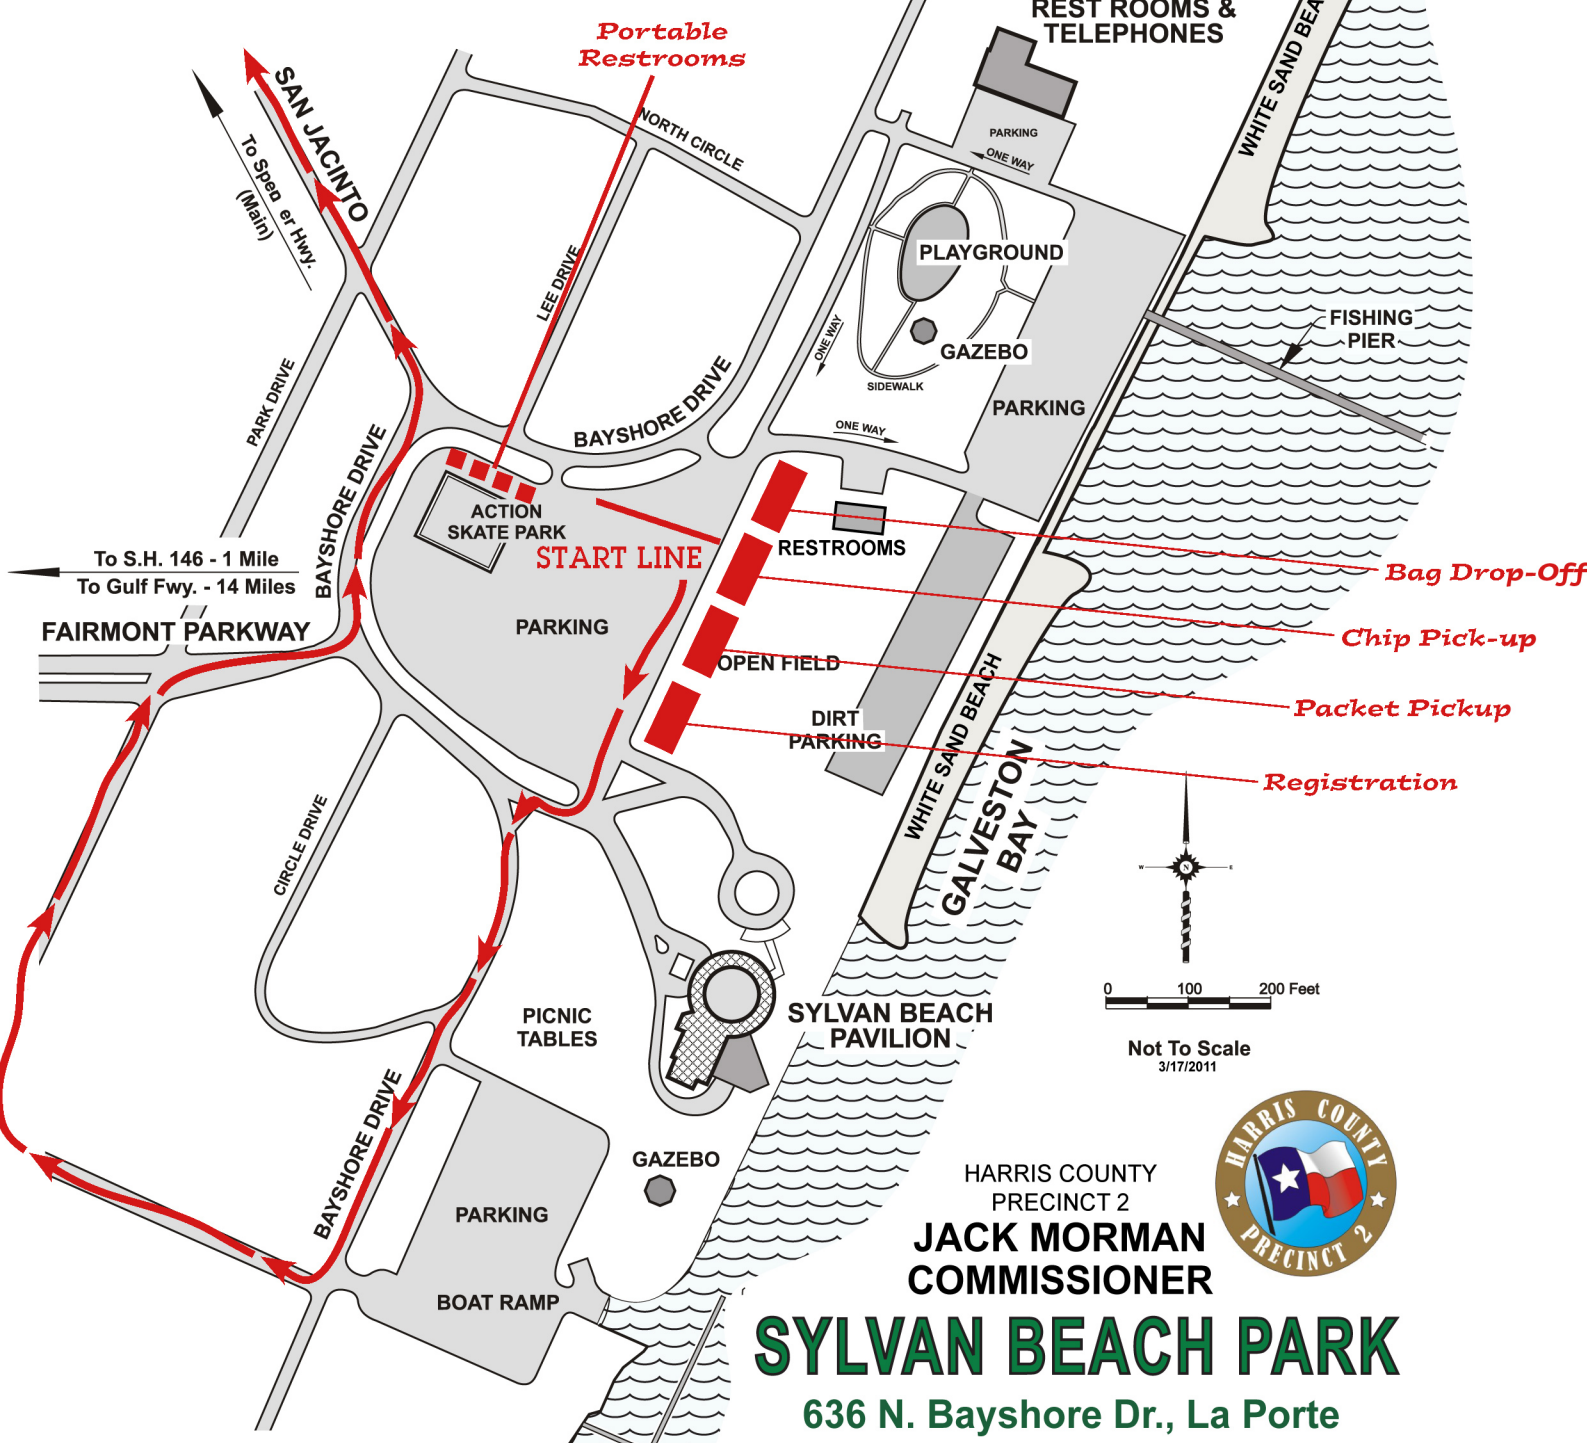 REST ROOMS &
TELEPHONES
Portable
Restrooms
WHITE SAND BEA
SAN JACINTO
To Spen er Hwy.
(Main)
NORTH CIRCLE
PARKING
ONE WAY
PLAYGROUND
LEE DRIVE
GAZEBO
ONE WAY
SIDEWALK
FISHING
PIER
PARK DRIVE
BAYSHORE DRIVE
PARKING
ONE WAY
BAYSHORE DRIVE
ACTION
SKATE PARK
START LINE
RESTROOMS
Bag Drop-Off
To S.H. 146 - 1 Mile
To Gulf Fwy. - 14 Miles
FAIRMONT PARKWAY
PARKING
Chip Pick-up
OPEN FIELD
Packet Pickup
DIRT
PARKING
WHITE SAND BEACH
GALVESTON
BAY
Registration
CIRCLE DRIVE
W
N
E
0 100 200 Feet
Not To Scale
3/17/2011
PICNIC
TABLES
SYLVAN BEACH
PAVILION
BAYSHORE DRIVE
GAZEBO
PARKING
BOAT RAMP
HARRIS COUNTY
PRECINCT 2
HARRIS COUNTY
PRECINCT 2
JACK MORMAN
COMMISSIONER
SYLVAN BEACH PARK
636 N. Bayshore Dr., La Porte